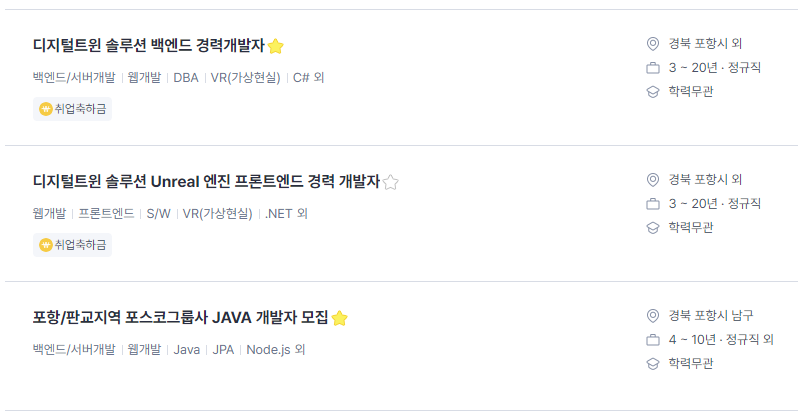 디지털트윈 솔루션 백엔드 경력개발자
경북 포항시 외
백엔드/서버개발 웹개발 DBA VR(가상현실) C# 외
3 ~ 20년 · 정규직
학력무관
취업축하금
디지털트윈 솔루션 Unreal 엔진 프론트엔드 경력 개발자
경북 포항시 외
웹개발 프론트엔드 S/W VR(가상현실) .NET 외
3 ~ 20년 · 정규직
학력무관
취업축하금
포항/판교지역 포스코그룹사 JAVA 개발자 모집
경북 포항시 남구
백엔드/서버개발 웹개발 Java JPA Node.js 외
4 ~ 10년 · 정규직 외
학력무관